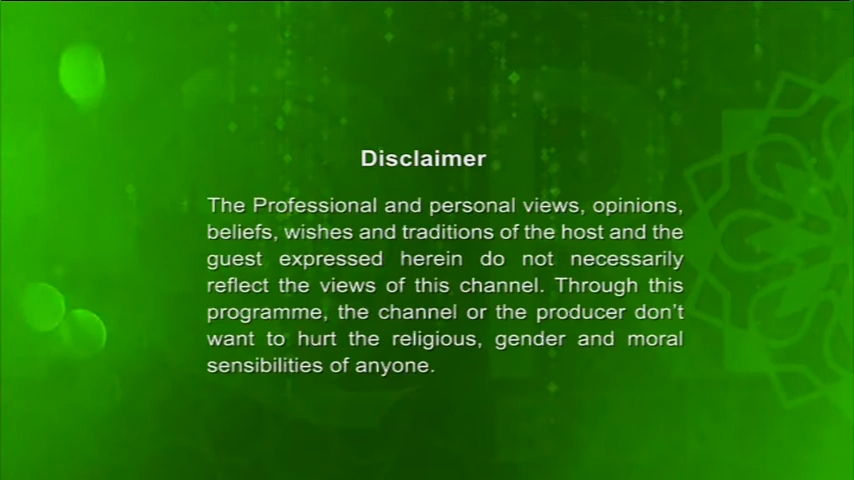 Disclaimer
The Professional and personal views, opinions,
beliefs, wishes and traditions of the host and the
guest expressed herein do not necessarily
reflect the views of this channel. Through this
programme, the channel or the producer don't
want to hurt the religious, gender and moral
sensibilities of anyone.